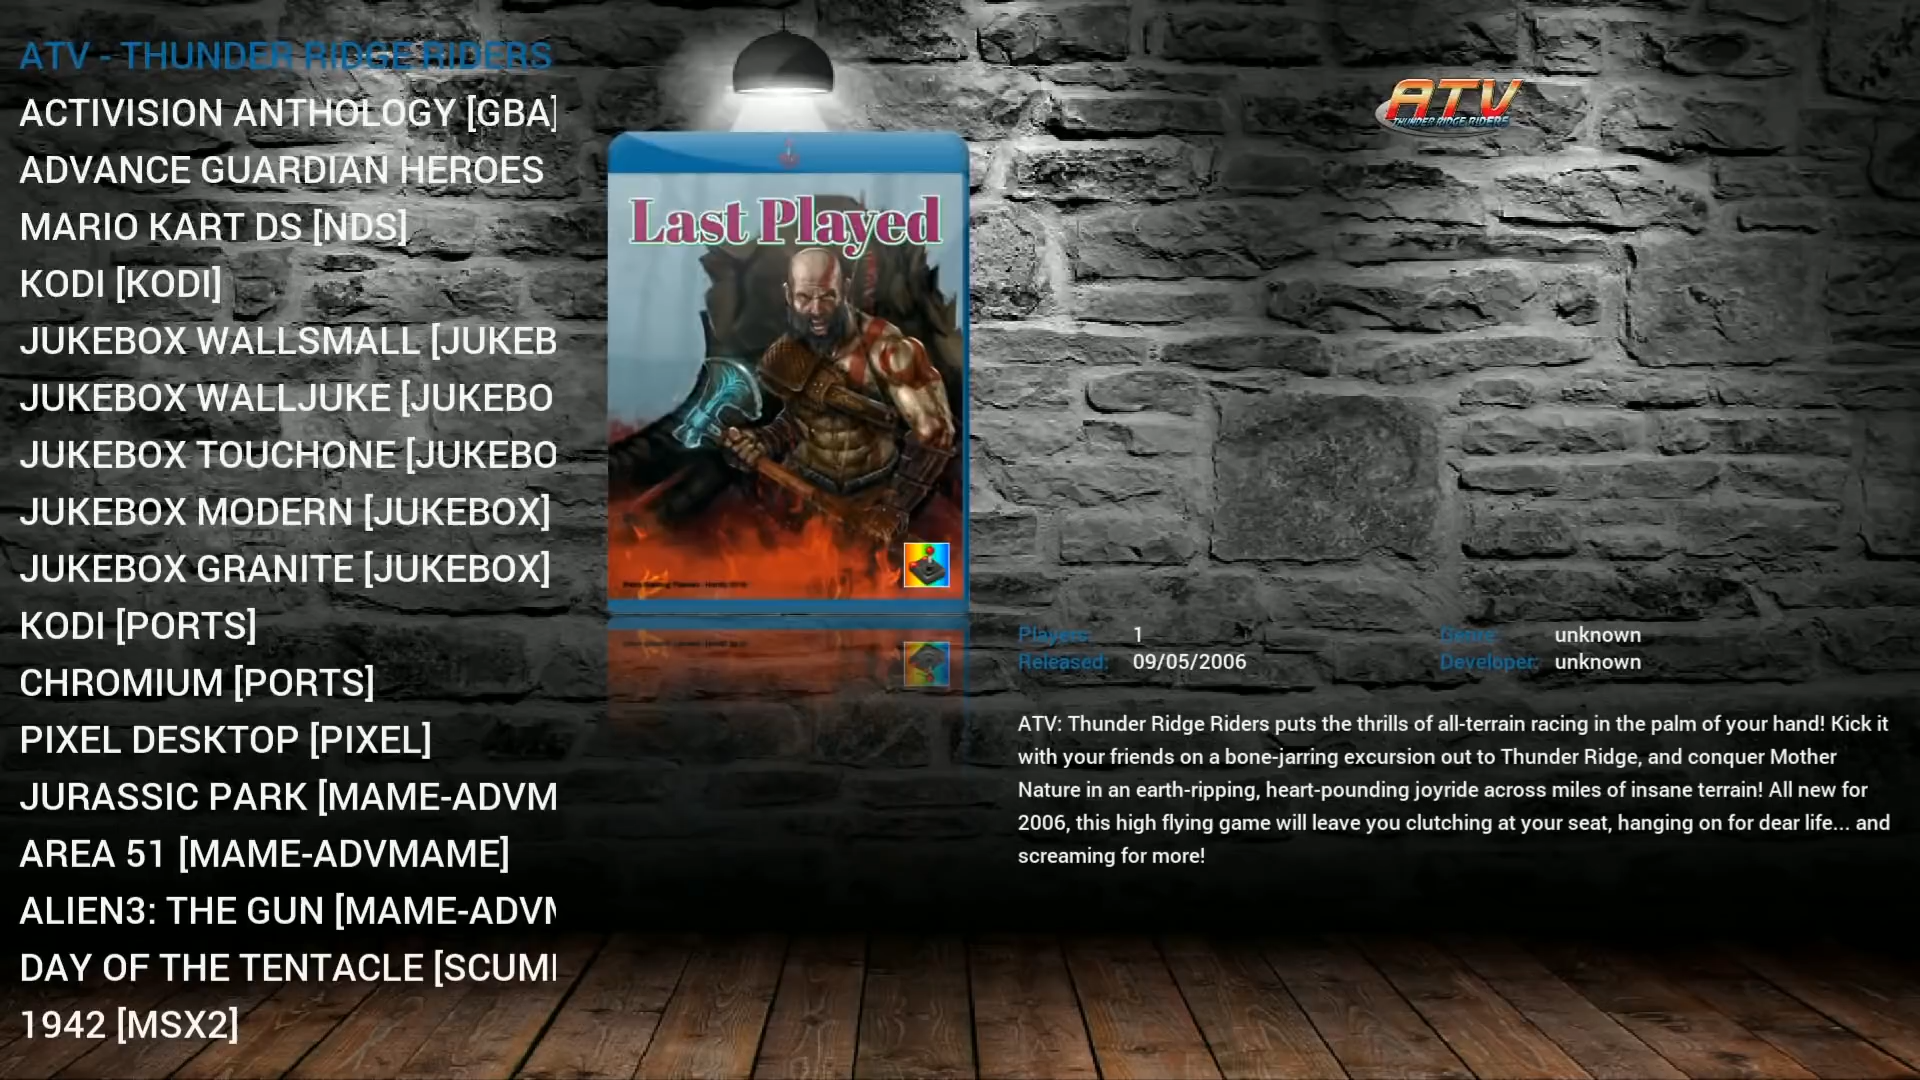 ATV - THUNDER RIDGE RIDERS
ACTIVISION ANTHOLOGY [GBA]
ADVANCE GUARDIAN HEROES
MARIO KART DS [NDS]
KODI [KODI]
JUKEBOX WALLSMALL [JUKEB
JUKEBOX WALLJUKE [JUKEBO
JUKEBOX TOUCHONE [JUKEBO
JUKEBOX MODERN [JUKEBOX]
JUKEBOX GRANITE [JUKEBOX]
KODI [PORTS]
CHROMIUM [PORTS]
PIXEL DESKTOP [PIXEL]
JURASSIC PARK [MAME-ADVM
AREA 51 [MAME-ADVMAME]
ALIEN3: THE GUN [MAME-ADVM
DAY OF THE TENTACLE [SCUM
1942 [MSX2]
Last Played
ATV
THUNDER RIDGE RIDERS
Players: 1 Genre: unknown
Released: 09/05/2006 Developer: unknown
ATV: Thunder Ridge Riders puts the thrills of all-terrain racing in the palm of your hand! Kick it
with your friends on a bone-jarring excursion out to Thunder Ridge, and conquer Mother
Nature in an earth-ripping, heart-pounding joyride across miles of insane terrain! All new for
2006, this high flying game will leave you clutching at your seat, hanging on for dear life... and
screaming for more!